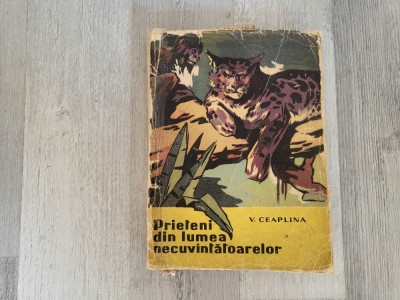 V. CEAPLINA
Prieteni
din lumea
necuvîntătoarelor